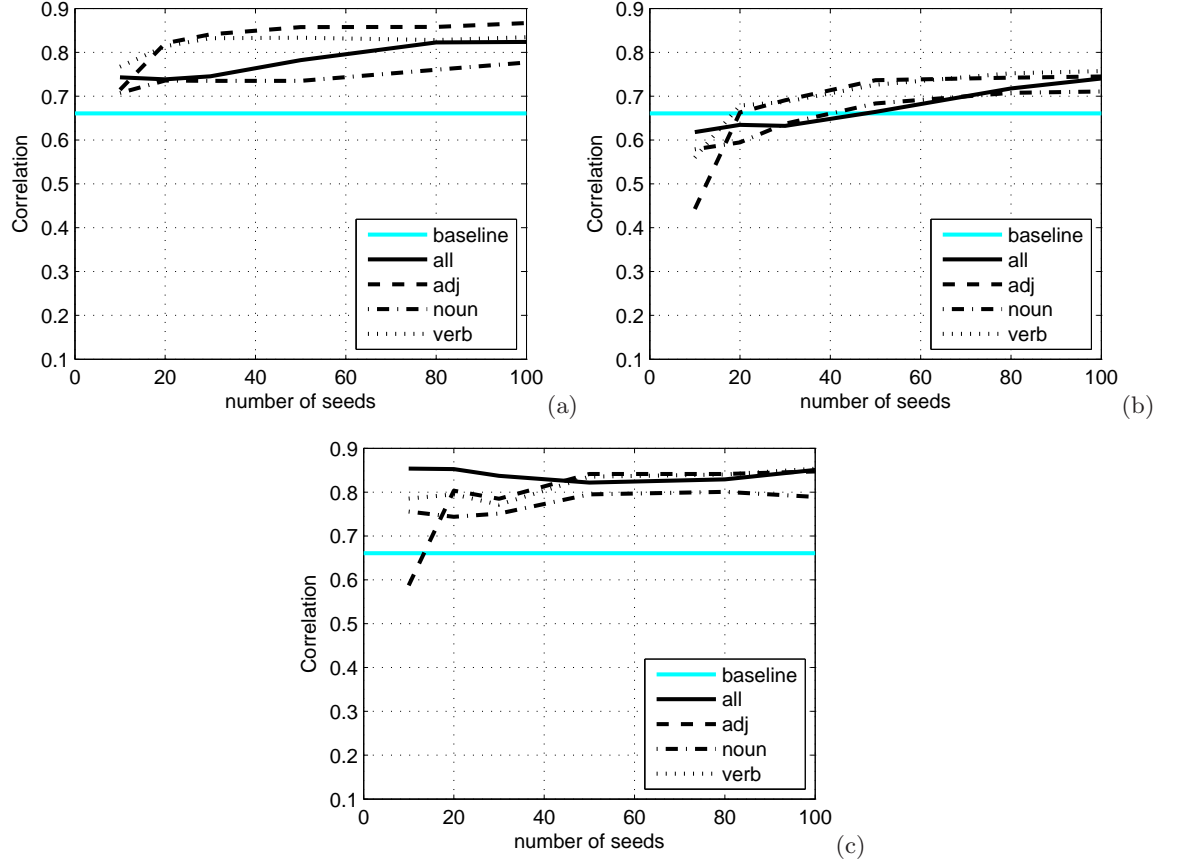 0.9
0.8
0.7
0.6
0.5
0.4
0.3
0.2
0.1
Correlation
0 20 40 60 80 100
number of seeds
baseline
all
adj
noun
verb
(a)
0.9
0.8
0.7
0.6
0.5
0.4
0.3
0.2
0.1
Correlation
0 20 40 60 80 100
number of seeds
baseline
all
adj
noun
verb
(b)
0.9
0.8
0.7
0.6
0.5
0.4
0.3
0.2
0.1
Correlation
0 20 40 60 80 100
number of seeds
baseline
all
adj
noun
verb
(c)